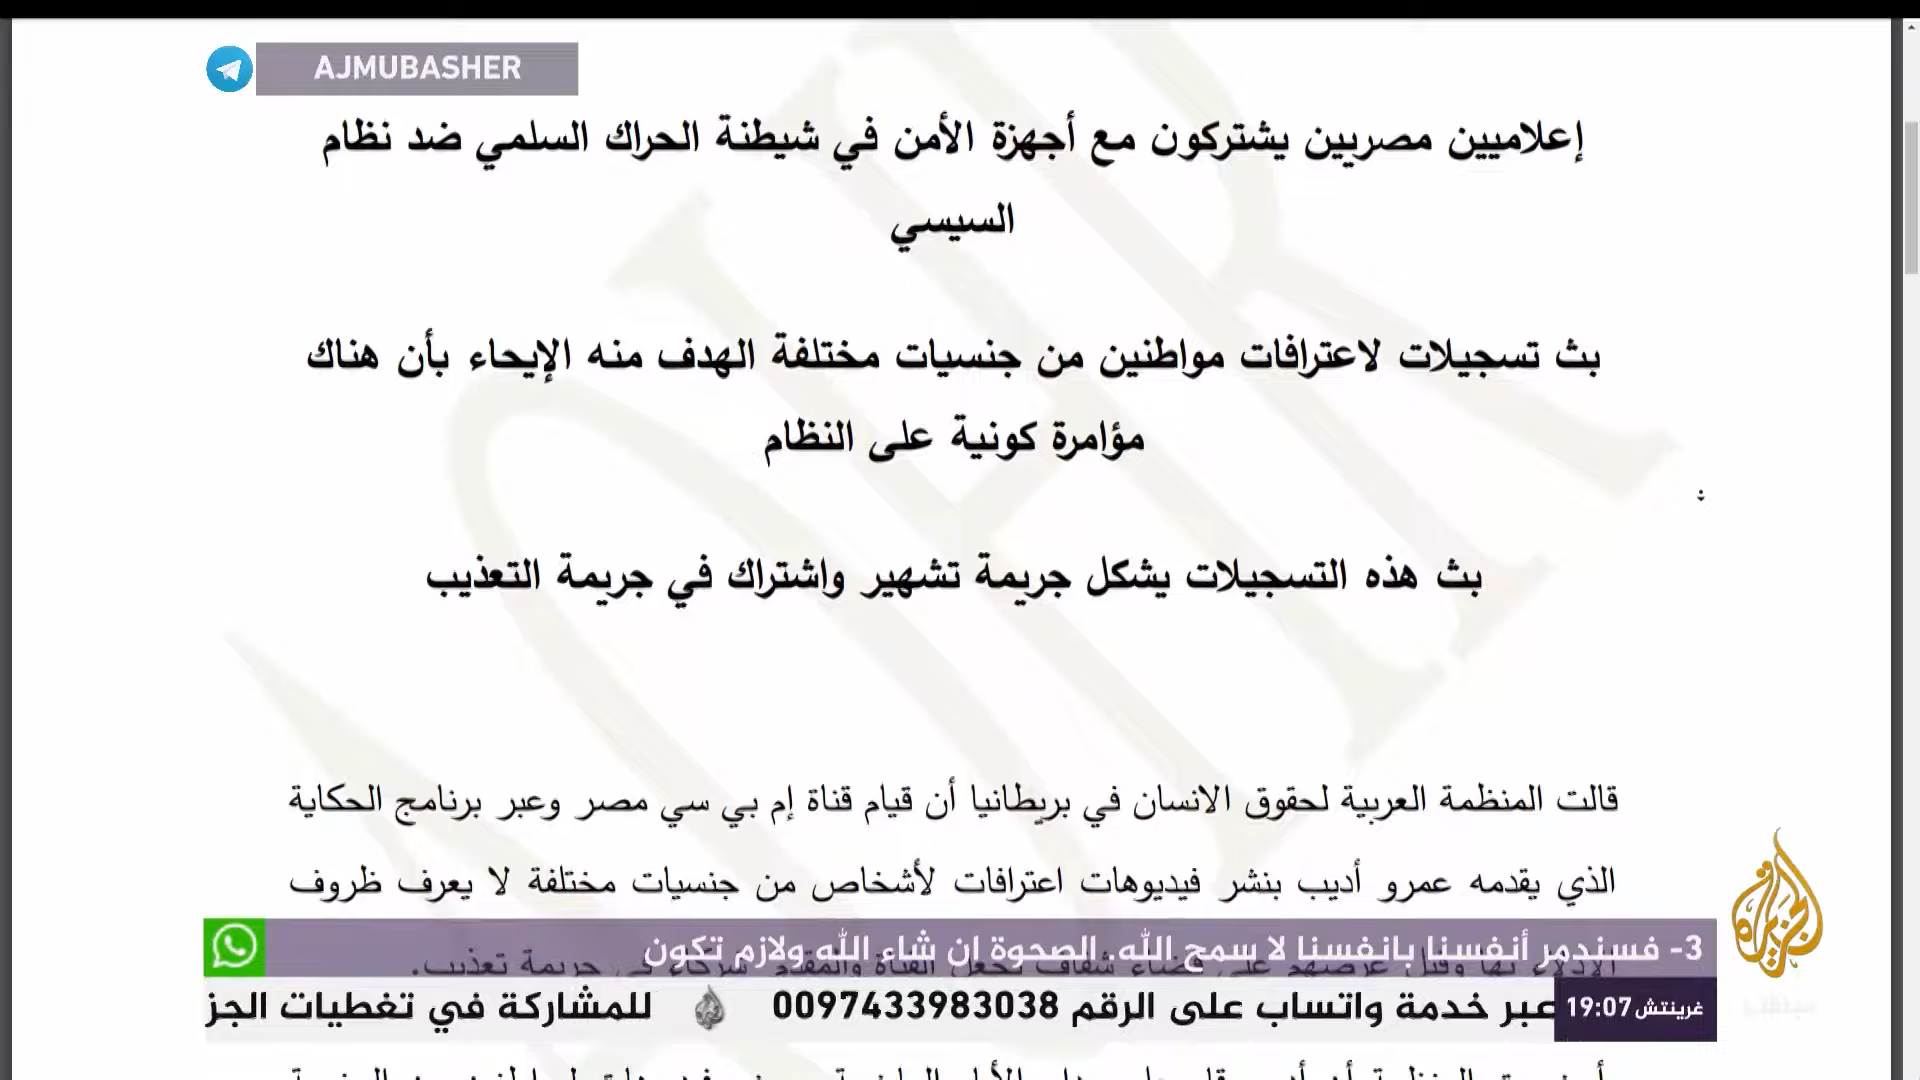 AJMUBASHER
إعلاميين مصريين يشتركون مع أجهزة الأمن في شيطنة الحراك السلمي ضد نظام
السيسي
بث تسجيلات لاعترافات مواطنين من جنسيات مختلفة الهدف منه الإيحاء بأن هناك
مؤامرة كونية على النظام
:
بث هذه التسجيلات يشكل جريمة تشهير واشتراك في جريمة التعذيب
قالت المنظمة العربية لحقوق الانسان في بريطانيا أن قيام قناة إم بي سي مصر وعبر برنامج الحكاية
الذي يقدمه عمرو أديب بنشر فيديوهات اعترافات لأشخاص من جنسيات مختلفة لا يعرف ظروف
3- فسندمر أنفسنا بانفسنا لا سمح الله. الصحوة ان شاء الله ولازم تكون
غرينتش 19:07
عبر خدمة واتساب على الرقم 0097433983038
للمشاركة في تغطيات الجز
الجزيرة